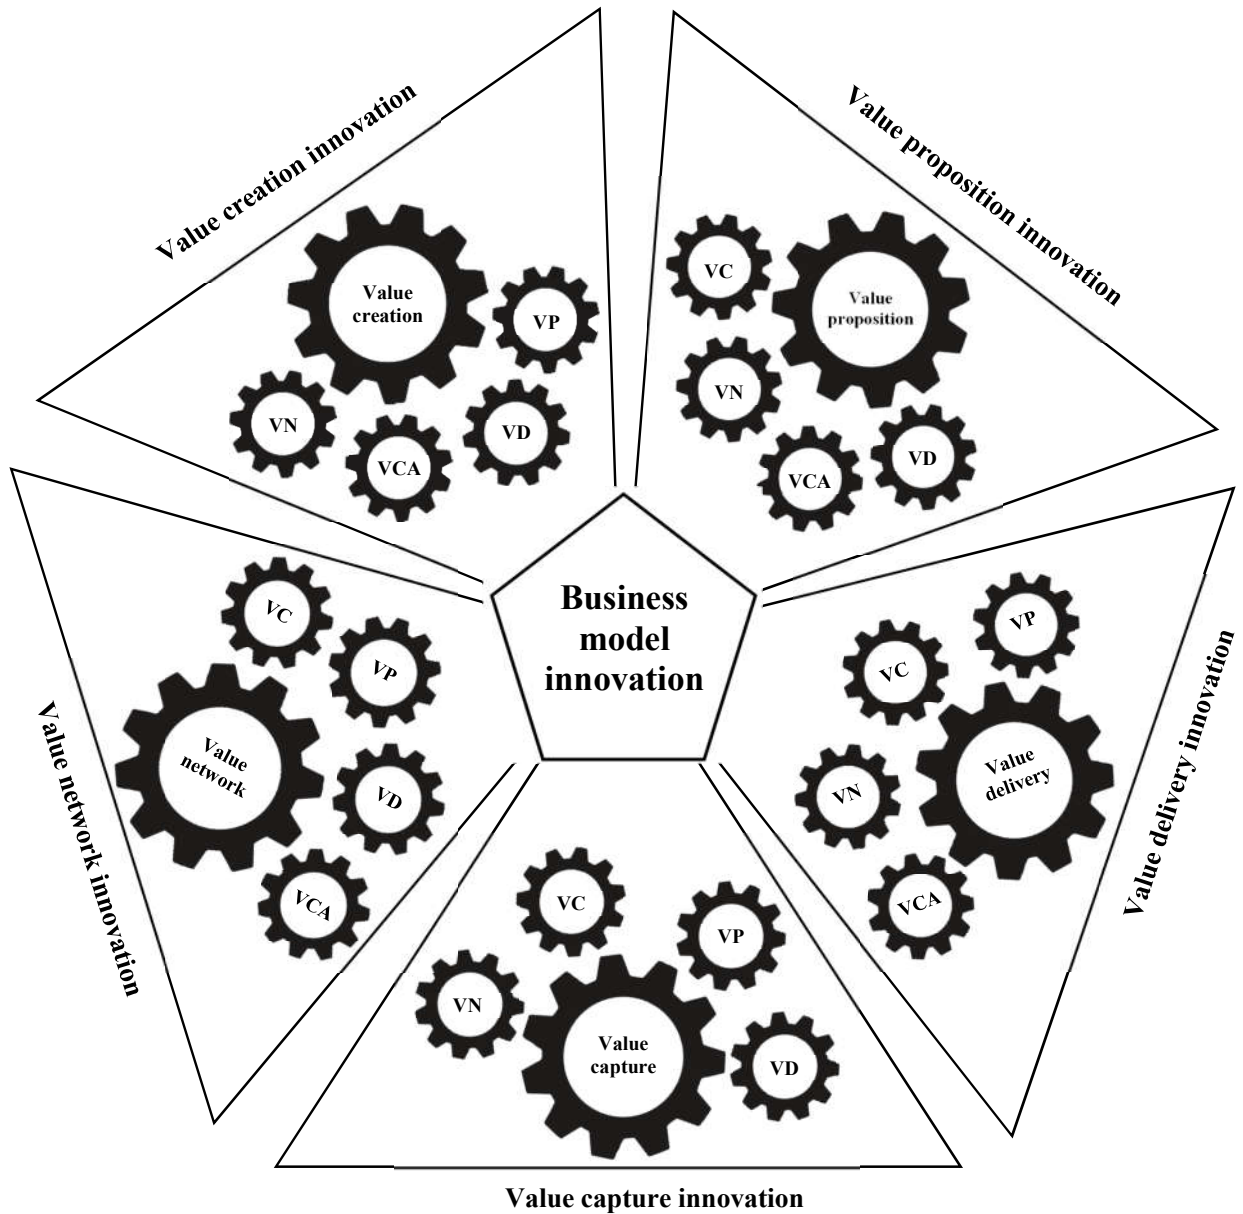 Value creation innovation
Value
creation
VP
VN
VCA
VD
Value proposition innovation
VC
Value
proposition
VN
VCA
VD
Business
model
innovation
Value network innovation
VC
VP
Value
network
VD
VCA
Value delivery innovation
VP
VC
Value
delivery
VN
VCA
VC
VP
VN
Value
capture
VD
Value capture innovation